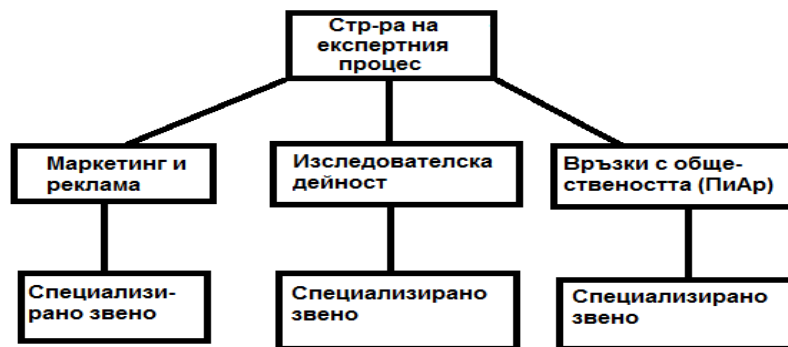 Стр-ра на
експертния
процес
Маркетинг и
реклама
Изследователска
дейност
Връзки с обще-
ствеността (ПиАр)
Специализи-
рано звено
Специализирано
звено
Специализирано
звено